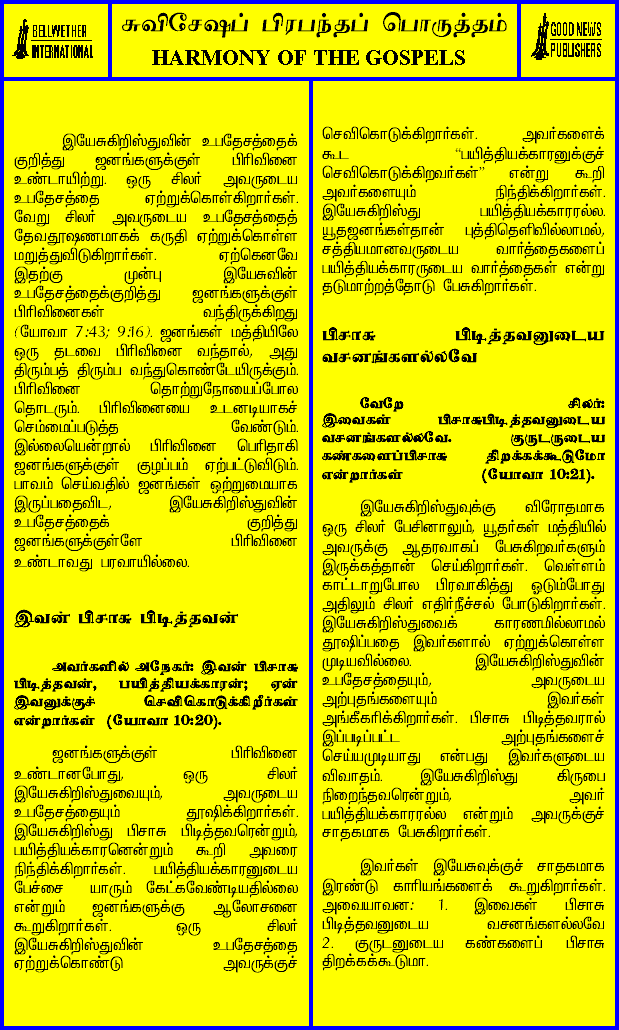 BELLWETHER
INTERNATIONAL
சுவிசேஷப் பிரபந்தப் பொருத்தம்
HARMONY OF THE GOSPELS
GOOD NEWS
PUBLISHERS
இயேசுகிறிஸ்துவின் உபதேசத்தைக்
குறித்து ஜனங்களுக்குள் பிரிவினை
உண்டாயிற்று. ஒரு சிலர் அவருடைய
உபதேசத்தை ஏற்றுக்கொள்கிறார்கள்.
வேறு சிலர் அவருடைய உபதேசத்தைத்
தேவதூஷணமாகக் கருதி ஏற்றுக்கொள்ள
மறுத்துவிடுகிறார்கள். ஏற்கெனவே
இதற்கு முன்பு இயேசுவின்
உபதேசத்தைக்குறித்து ஜனங்களுக்குள்
பிரிவினைகள் வந்திருக்கிறது
(யோவா 7:43; 9:16). ஜனங்கள் மத்தியிலே
ஒரு தடவை பிரிவினை வந்தால், அது
திரும்பத் திரும்ப வந்துகொண்டேயிருக்கும்.
பிரிவினை தொற்றுநோயைப்போல
தொடரும். பிரிவினையை உடனடியாகச்
செம்மைப்படுத்த வேண்டும்.
இல்லையென்றால் பிரிவினை பெரிதாகி
ஜனங்களுக்குள் குழப்பம் ஏற்பட்டுவிடும்.
பாவம் செய்வதில் ஜனங்கள் ஒற்றுமையாக
இருப்பதைவிட, இயேசுகிறிஸ்துவின்
உபதேசத்தைக் குறித்து
ஜனங்களுக்குள்ளே பிரிவினை
உண்டாவது பரவாயில்லை.
இவன் பிசாசு பிடித்தவன்
அவர்களில் அநேகர்: இவன் பிசாசு
பிடித்தவன், பயித்தியக்காரன்; ஏன்
இவனுக்குச் செவிகொடுக்கிறீர்கள்
என்றார்கள் (யோவா 10:20).
ஜனங்களுக்குள் பிரிவினை
உண்டானபோது, ஒரு சிலர்
இயேசுகிறிஸ்துவையும், அவருடைய
உபதேசத்தையும் தூஷிக்கிறார்கள்.
இயேசுகிறிஸ்து பிசாசு பிடித்தவரென்றும்,
பயித்தியக்காரனென்றும் கூறி அவரை
நிந்திக்கிறார்கள். பயித்தியக்காரனுடைய
பேச்சை யாரும் கேட்கவேண்டியதில்லை
என்றும் ஜனங்களுக்கு ஆலோசனை
கூறுகிறார்கள். ஒரு சிலர்
இயேசுகிறிஸ்துவின் உபதேசத்தை
ஏற்றுக்கொண்டு அவருக்குச்
செவிகொடுக்கிறார்கள். அவர்களைக்
கூட “பயித்தியக்காரனுக்குச்
செவிகொடுக்கிறவர்கள்” என்று கூறி
அவர்களையும் நிந்திக்கிறார்கள்.
இயேசுகிறிஸ்து பயித்தியக்காரரல்ல.
யூதஜனங்கள்தான் புத்திதெளிவில்லாமல்,
சத்தியமானவருடைய வார்த்தைகளைப்
பயித்தியக்காரருடைய வார்த்தைகள் என்று
தடுமாற்றத்தோடு பேசுகிறார்கள்.
பிசாசு பிடித்தவனுடைய
வசனங்களல்லவே
வேறே சிலர்:
இவைகள் பிசாசுபிடித்தவனுடைய
வசனங்களல்லவே. குருடருடைய
கண்களைப்பிசாசு திறக்கக்கூடுமோ
என்றார்கள் (யோவா 10:21).
இயேசுகிறிஸ்துவுக்கு விரோதமாக
ஒரு சிலர் பேசினாலும், யூதர்கள் மத்தியில்
அவருக்கு ஆதரவாகப் பேசுகிறவர்களும்
இருக்கத்தான் செய்கிறார்கள். வெள்ளம்
காட்டாறுபோல பிரவாகித்து ஓடும்போது
அதிலும் சிலர் எதிர்நீச்சல் போடுகிறார்கள்.
இயேசுகிறிஸ்துவைக் காரணமில்லாமல்
தூஷிப்பதை இவர்களால் ஏற்றுக்கொள்ள
முடியவில்லை. இயேசுகிறிஸ்துவின்
உபதேசத்தையும், அவருடைய
அற்புதங்களையும் இவர்கள்
அங்கீகரிக்கிறார்கள். பிசாசு பிடித்தவரால்
இப்படிப்பட்ட அற்புதங்களைச்
செய்யமுடியாது என்பது இவர்களுடைய
விவாதம். இயேசுகிறிஸ்து கிருபை
நிறைந்தவரென்றும், அவர்
பயித்தியக்காரரல்ல என்றும் அவருக்குச்
சாதகமாக பேசுகிறார்கள்.
இவர்கள் இயேசுவுக்குச் சாதகமாக
இரண்டு காரியங்களைக் கூறுகிறார்கள்.
அவையாவன: 1. இவைகள் பிசாசு
பிடித்தவனுடைய வசனங்களல்லவே
2. குருடனுடைய கண்களைப் பிசாசு
திறக்கக்கூடுமா.